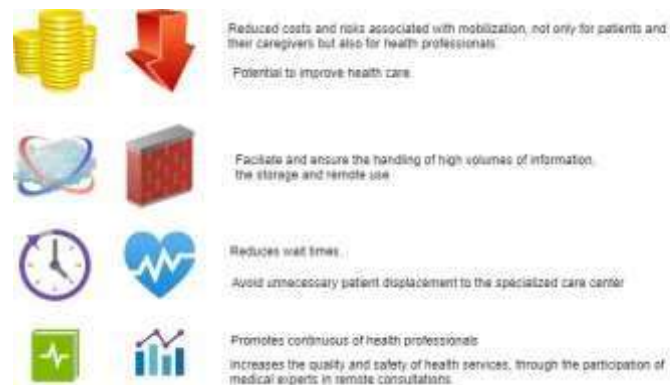 Reduced costs and risks associated with mobilization, not only for patients and
their caregivers but also for health professionals.
Potential to improve health care
Faciliate and ensure the handling of high volumes of information,
the storage and remote use
Reduces wait times.
Avoid unnecessary patient displacement to the specialized care center
Promotes continuous of health professionals
Increases the quality and safety of health services, through the participation of
medical experts in remote consultations